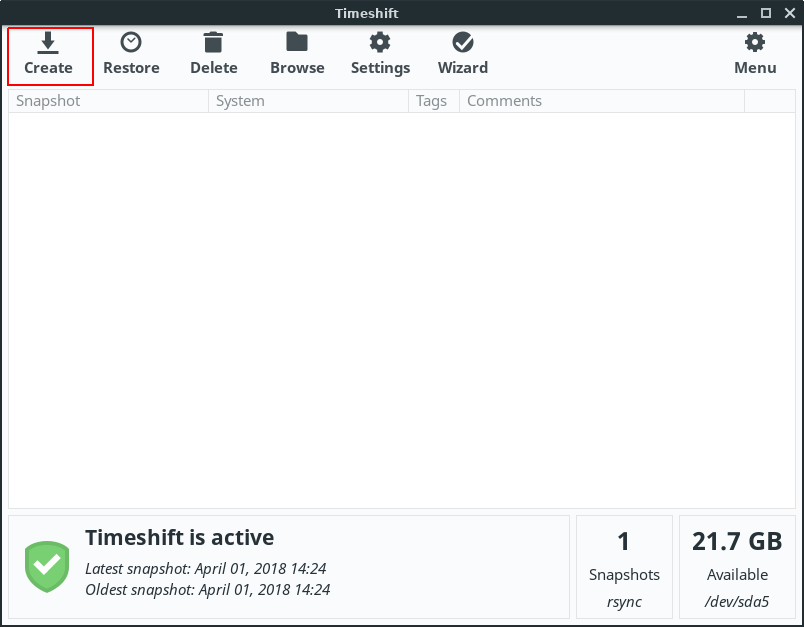 Timeshift
Create Restore Delete Browse Settings Wizard Menu
Snapshot System Tags Comments
Timeshift is active
Latest snapshot: April 01, 2018 14:24
Oldest snapshot: April 01, 2018 14:24
1
Snapshots
rsync
21.7 GB
Available
/dev/sda5